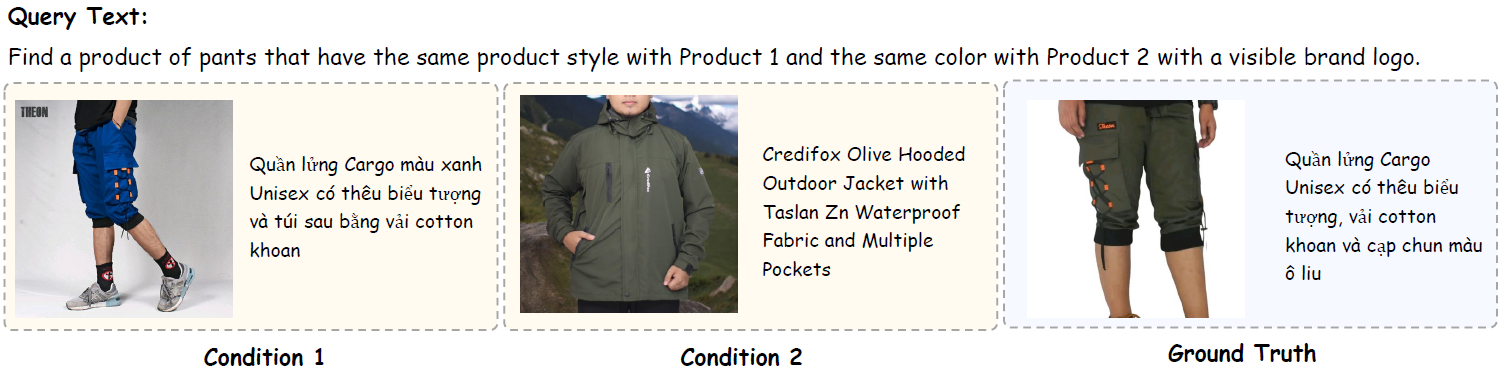 Query Text:
Find a product of pants that have the same product style with Product 1 and the same color with Product 2 with a visible brand logo.
THEON
Quần lửng Cargo màu xanh
Unisex có thêu biểu tượng
và túi sau bằng vải cotton
khoan
Credifox Olive Hooded
Outdoor Jacket with
Taslan Zn Waterproof
Fabric and Multiple
Pockets
Theon
Quần lửng Cargo
Unisex có thêu biểu
tượng, vải cotton
khoan và cạp chun màu
ô liu
Condition 1
Condition 2
Ground Truth